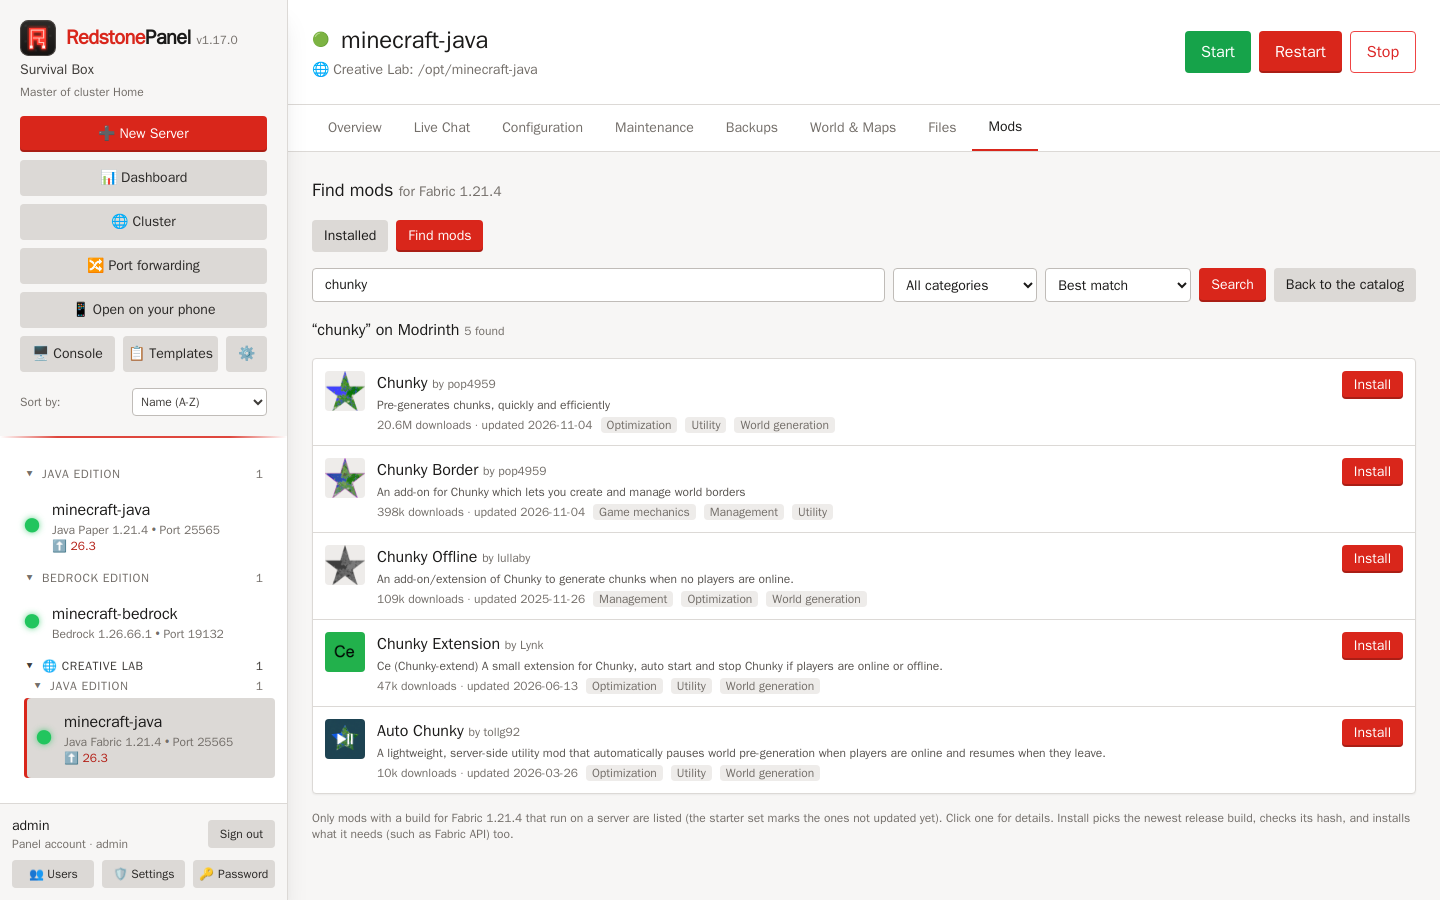 RedstonePanel v1.17.0
Survival Box
Master of cluster Home
➕ New Server
📊 Dashboard
🌐 Cluster
🔀 Port forwarding
📱 Open on your phone
🖥️ Console
📋 Templates
⚙️
Sort by:
Name (A-Z)
▼ JAVA EDITION 1
minecraft-java
Java Paper 1.21.4 • Port 25565
⬆️ 26.3
▼ BEDROCK EDITION 1
minecraft-bedrock
Bedrock 1.26.66.1 • Port 19132
▼ 🌐 CREATIVE LAB 1
▼ JAVA EDITION 1
minecraft-java
Java Fabric 1.21.4 • Port 25565
⬆️ 26.3
admin
Panel account · admin
Sign out
👥 Users
🛡️ Settings
🔑 Password
minecraft-java
🌐 Creative Lab: /opt/minecraft-java
Start
Restart
Stop
Overview
Live Chat
Configuration
Maintenance
Backups
World & Maps
Files
Mods
Find mods for Fabric 1.21.4
Installed
Find mods
chunky
All categories
Best match
Search
Back to the catalog
“chunky” on Modrinth 5 found
Chunky by pop4959
Install
Pre-generates chunks, quickly and efficiently
20.6M downloads · updated 2026-11-04 Optimization Utility World generation
Chunky Border by pop4959
Install
An add-on for Chunky which lets you create and manage world borders
398k downloads · updated 2026-11-04 Game mechanics Management Utility
Chunky Offline by lullaby
Install
An add-on/extension of Chunky to generate chunks when no players are online.
109k downloads · updated 2025-11-26 Management Optimization World generation
Ce
Chunky Extension by Lynk
Install
Ce (Chunky-extend) A small extension for Chunky, auto start and stop Chunky if players are online or offline.
47k downloads · updated 2026-06-13 Optimization Utility World generation
Auto Chunky by tollg92
Install
A lightweight, server-side utility mod that automatically pauses world pre-generation when players are online and resumes when they leave.
10k downloads · updated 2026-03-26 Optimization Utility World generation
Only mods with a build for Fabric 1.21.4 that run on a server are listed (the starter set marks the ones not updated yet). Click one for details. Install picks the newest release build, checks its hash, and installs
what it needs (such as Fabric API) too.